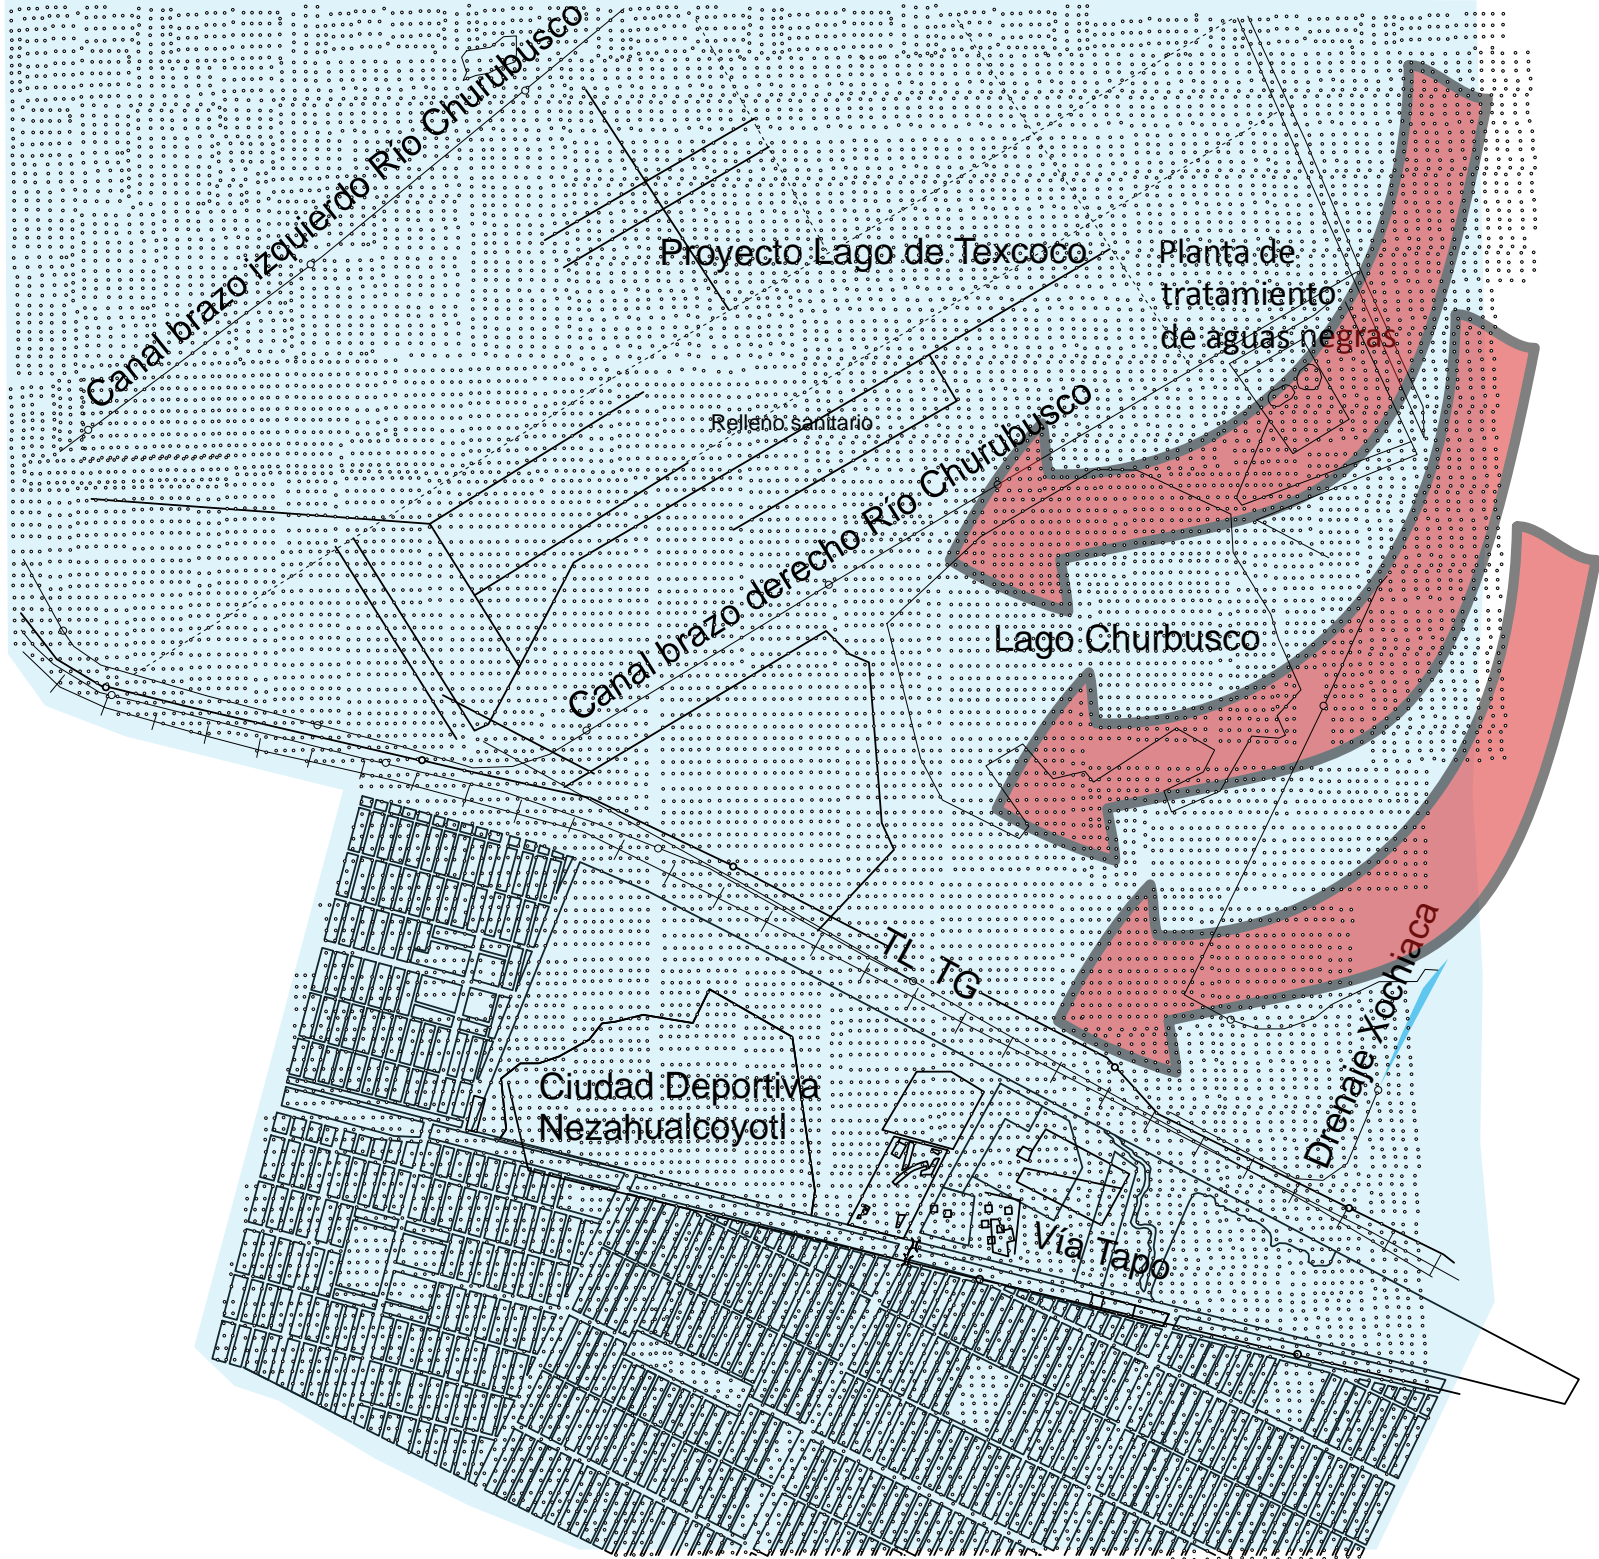 Canal brazo izquierdo Río Churubusco
Proyecto Lago de Texcoco
Planta de
tratamiento
de aguas negras
Relleno sanitario
Canal brazo derecho Río Churubusco
Lago Churbusco
TL TG
Drenaje Xochiaca
Ciudad Deportiva
Nezahualcoyotl
Vía Tapo